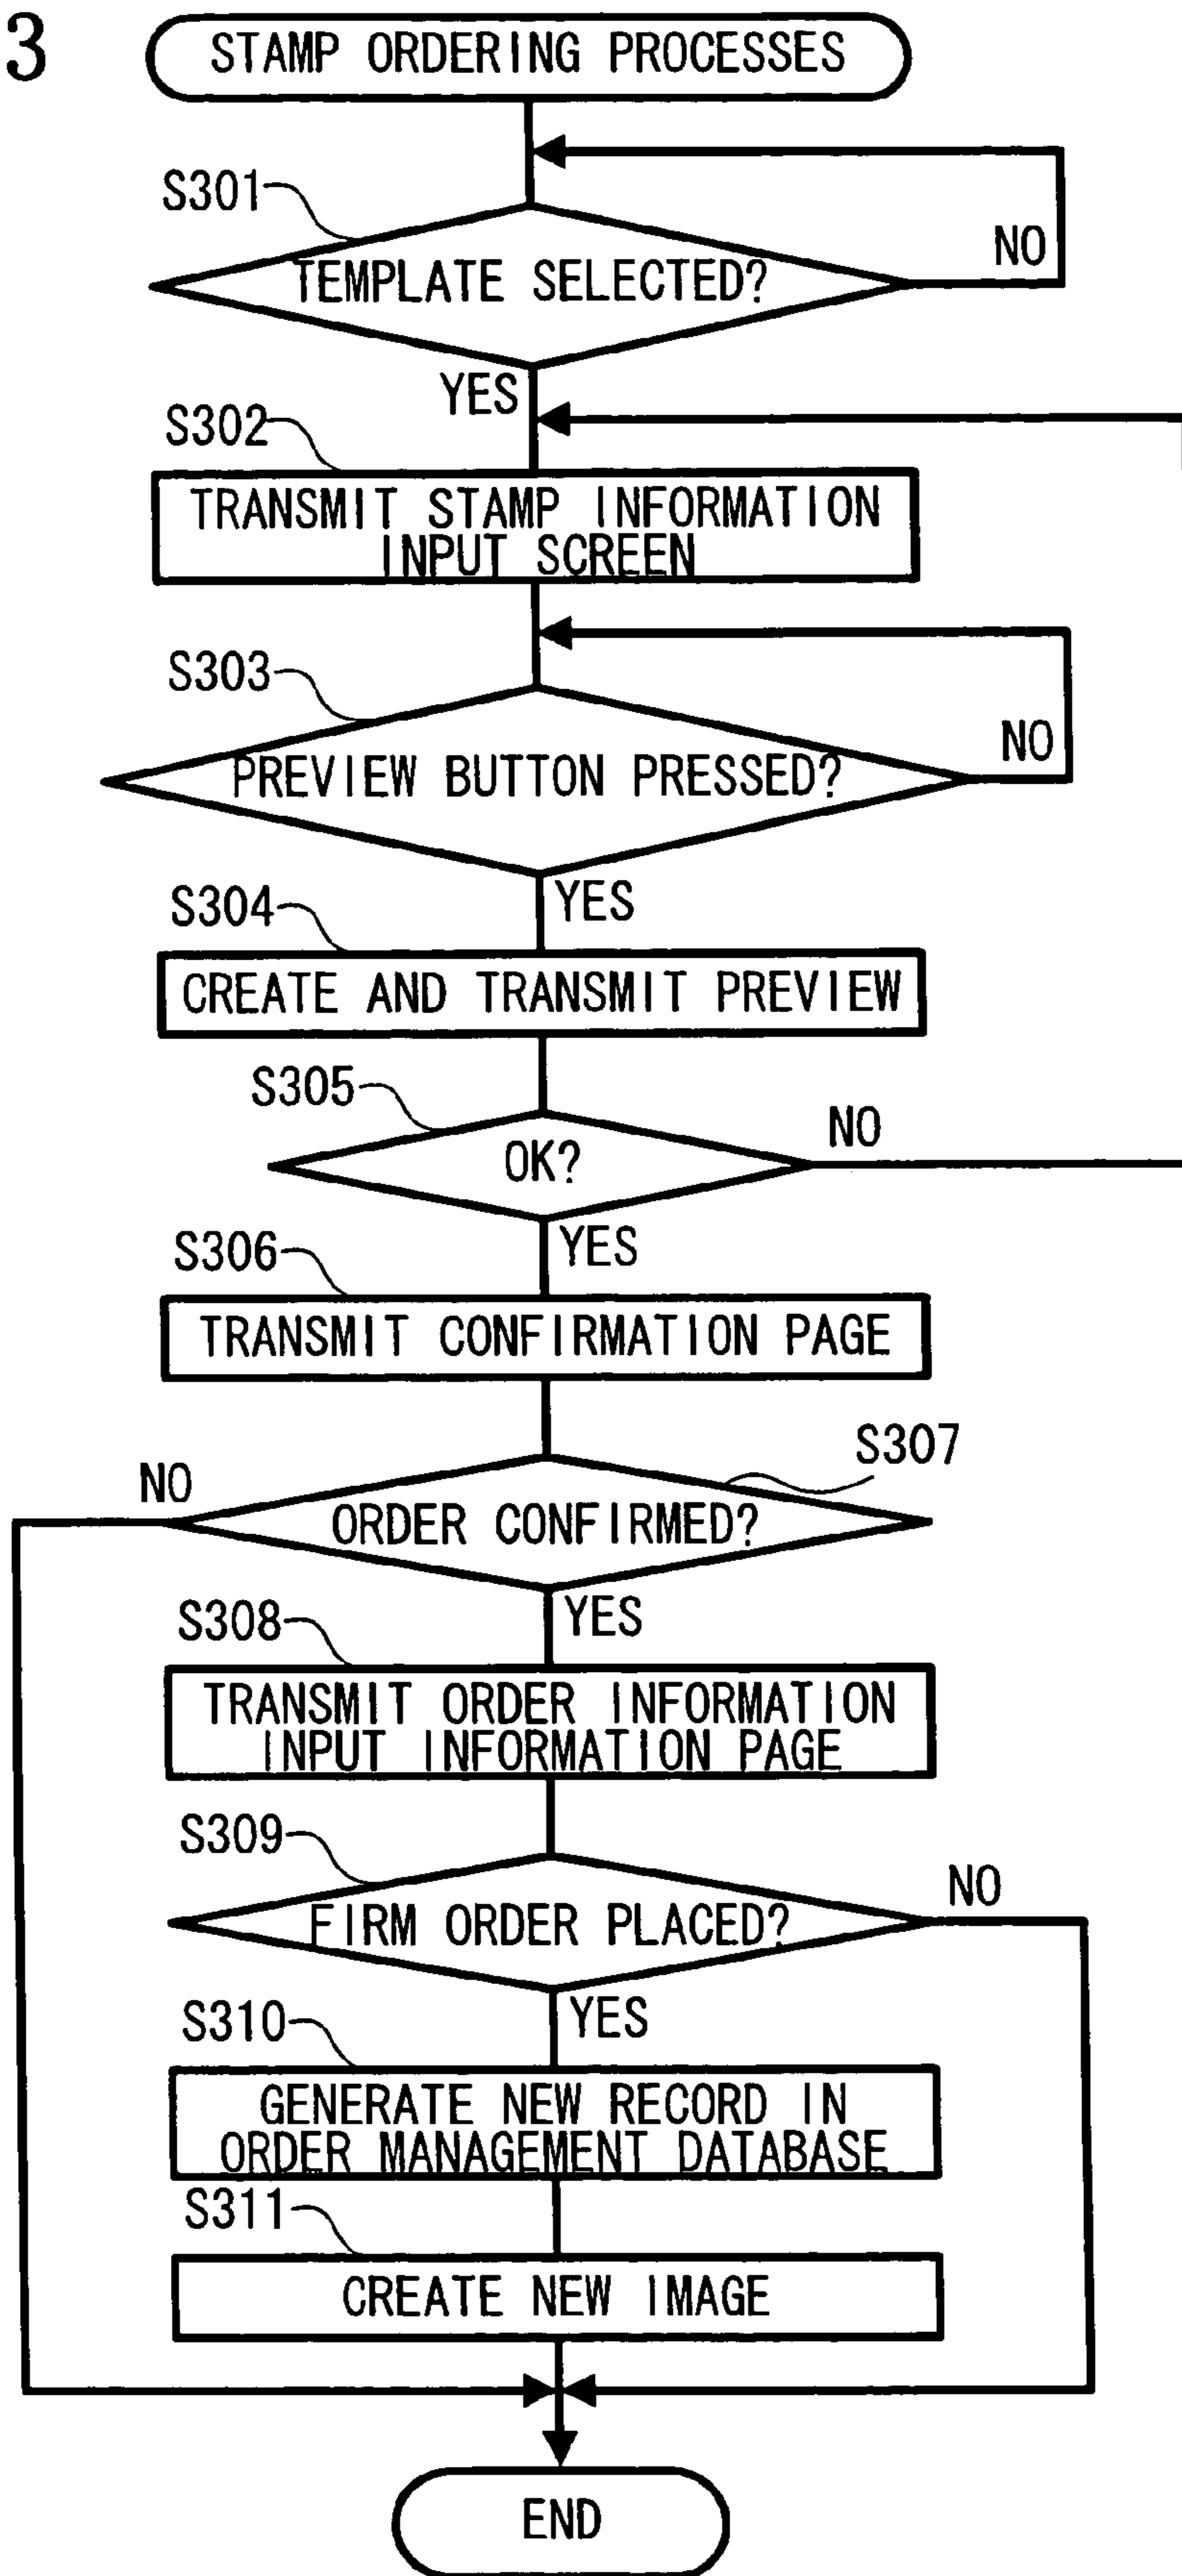 3
STAMP ORDERING PROCESSES
S301
TEMPLATE SELECTED?
NO
YES
S302
TRANSMIT STAMP INFORMATION
INPUT SCREEN
S303
PREVIEW BUTTON PRESSED?
NO
YES
S304
CREATE AND TRANSMIT PREVIEW
S305
OK?
NO
YES
S306
TRANSMIT CONFIRMATION PAGE
S307
NO
ORDER CONFIRMED?
YES
S308
TRANSMIT ORDER INFORMATION
INPUT INFORMATION PAGE
S309
FIRM ORDER PLACED?
NO
YES
S310
GENERATE NEW RECORD IN
ORDER MANAGEMENT DATABASE
S311
CREATE NEW IMAGE
END